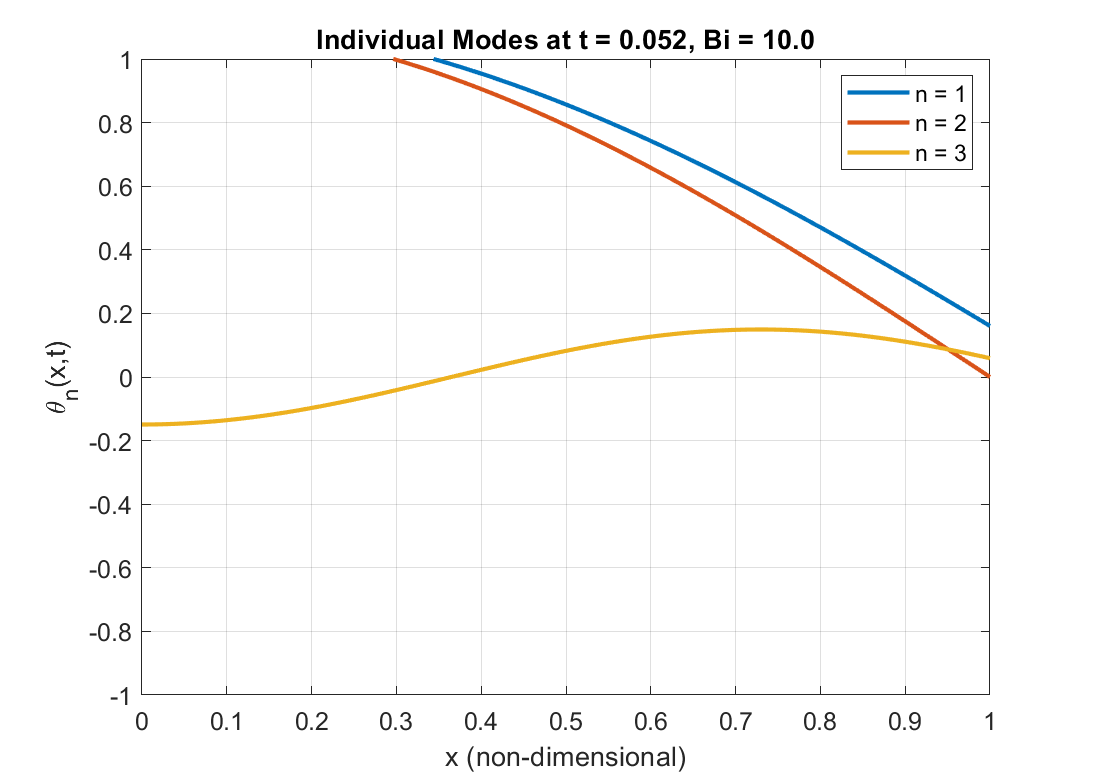 Individual Modes at t = 0.052, Bi = 10.0
n = 1
n = 2
n = 3
1
0.8
0.6
0.4
0.2
0
-0.2
-0.4
-0.6
-0.8
-1
θn(x,t)
0 0.1 0.2 0.3 0.4 0.5 0.6 0.7 0.8 0.9 1
x (non-dimensional)